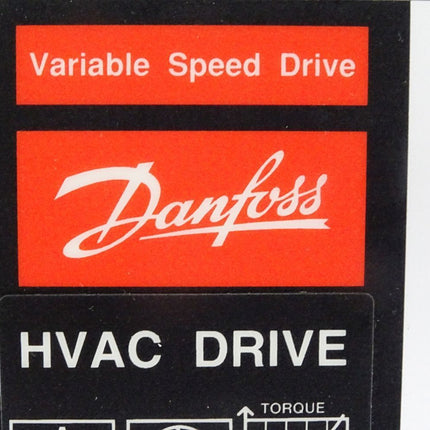 Variable Speed Drive
Danfoss
HVAC DRIVE
TORQUE